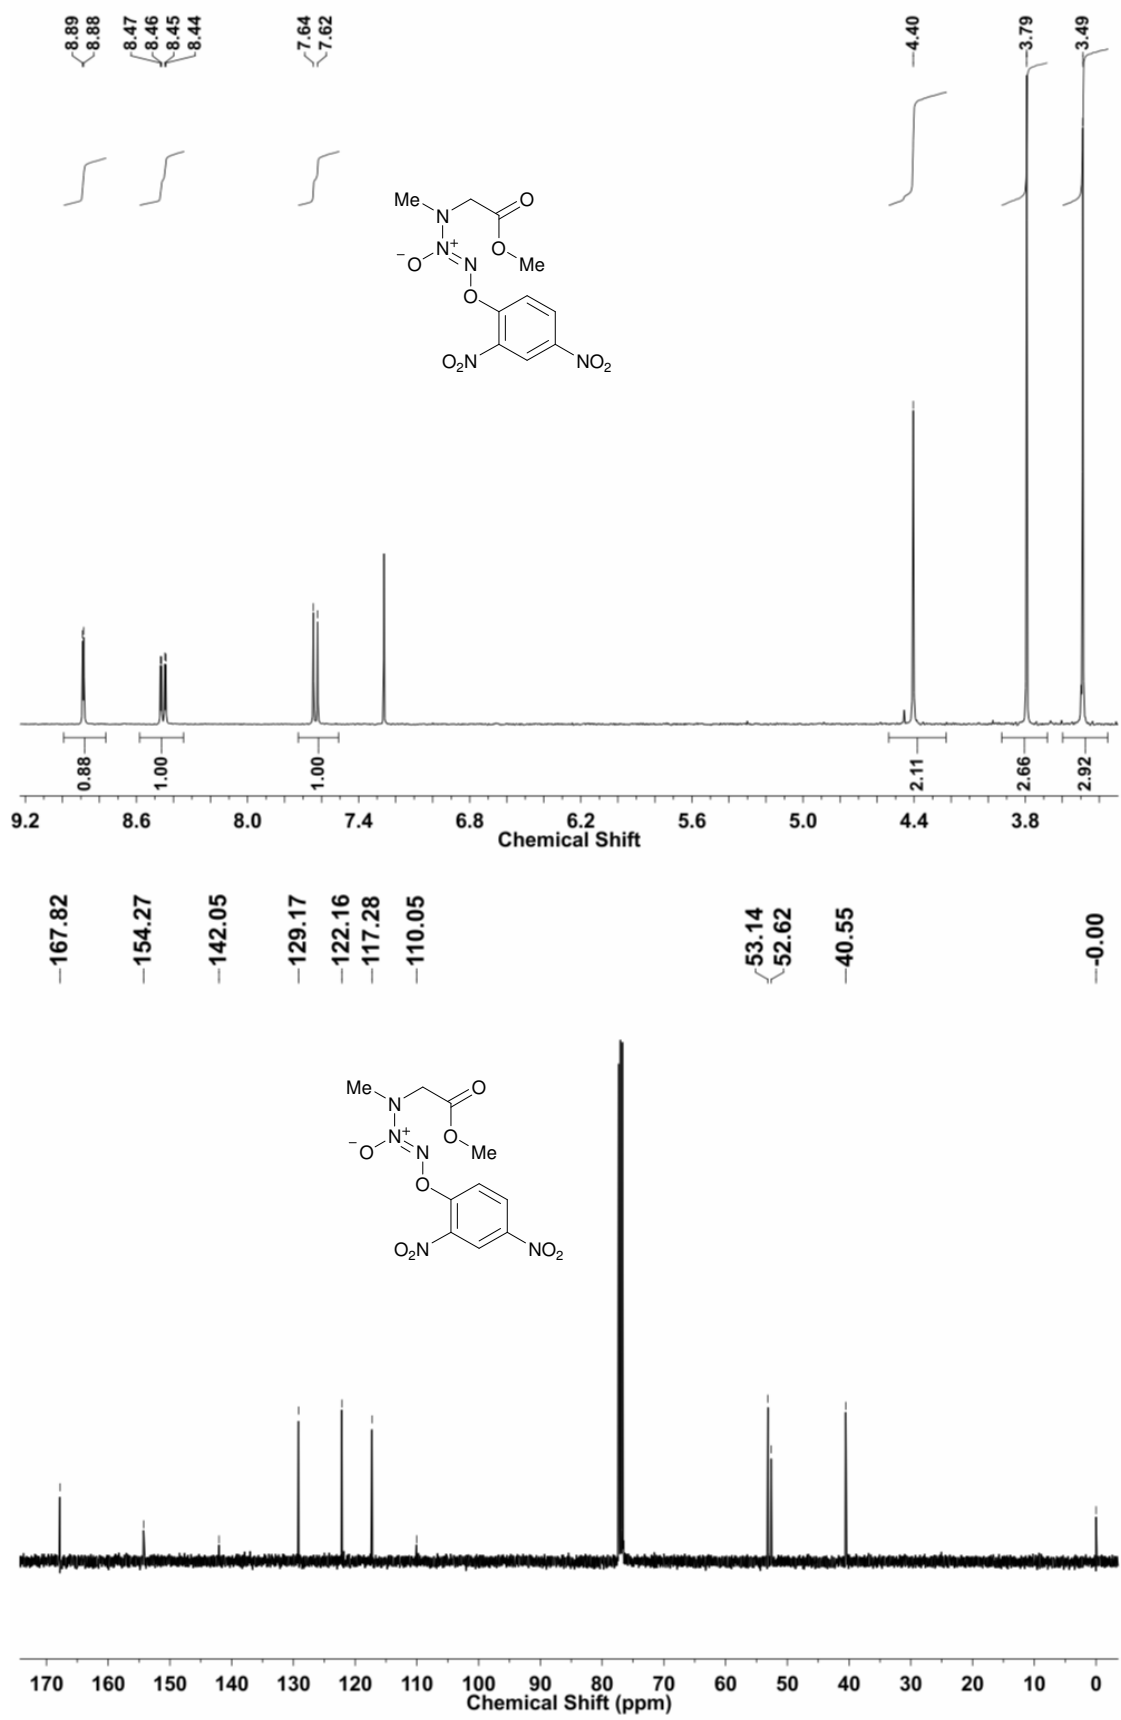 8.89 8.88 8.47 8.46 8.45 8.44 7.64 7.62 4.40 3.79 3.49
Me N O
− O N+ N O Me
O
O2N NO2
0.88 1.00 1.00 2.11 2.66 2.92
9.2 8.6 8.0 7.4 6.8 6.2 5.6 5.0 4.4 3.8
Chemical Shift
167.82 154.27 142.05 129.17 122.16 117.28 110.05 53.14 52.62 40.55 -0.00
Me N O
− O N+ N O Me
O
O2N NO2
170 160 150 140 130 120 110 100 90 80 70 60 50 40 30 20 10 0
Chemical Shift (ppm)